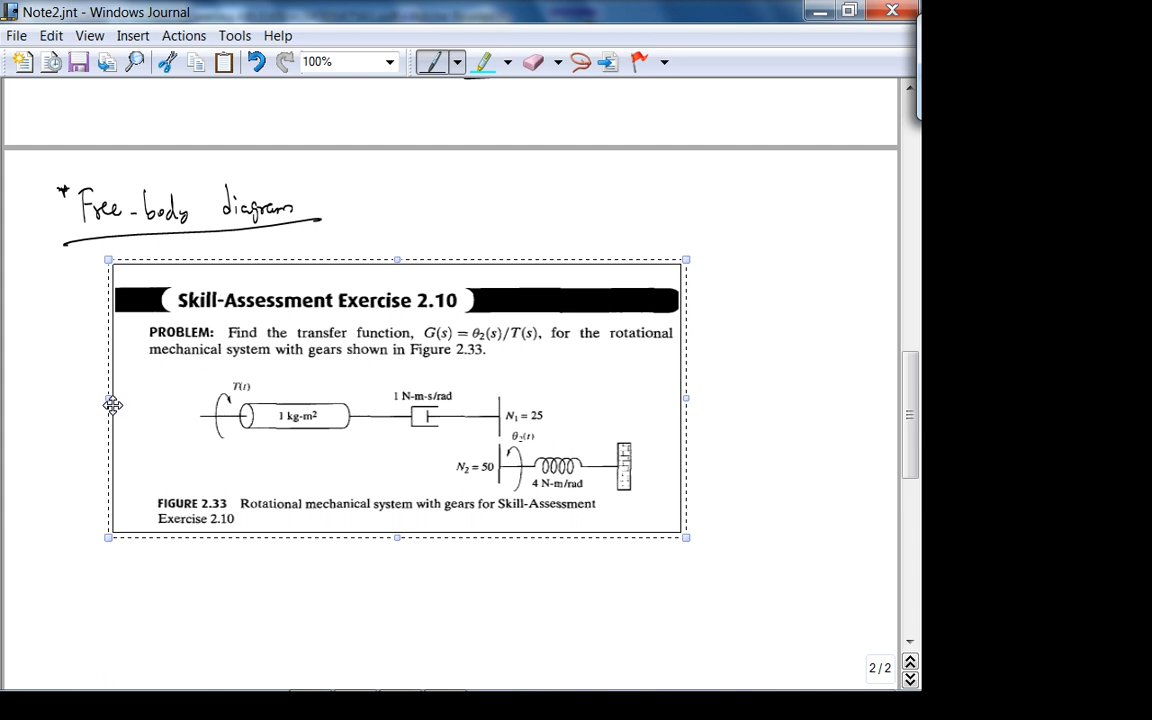 Note2.jnt - Windows Journal
File Edit View Insert Actions Tools Help
100%
* Free-body diagram
Skill-Assessment Exercise 2.10
PROBLEM: Find the transfer function, G(s) = θ₂(s)/T(s), for the rotational
mechanical system with gears shown in Figure 2.33.
T(t)
1 N-m-s/rad
1 kg-m²
N₁ = 25
θ₂(t)
N₂ = 50
4 N-m/rad
FIGURE 2.33 Rotational mechanical system with gears for Skill-Assessment
Exercise 2.10
2 / 2